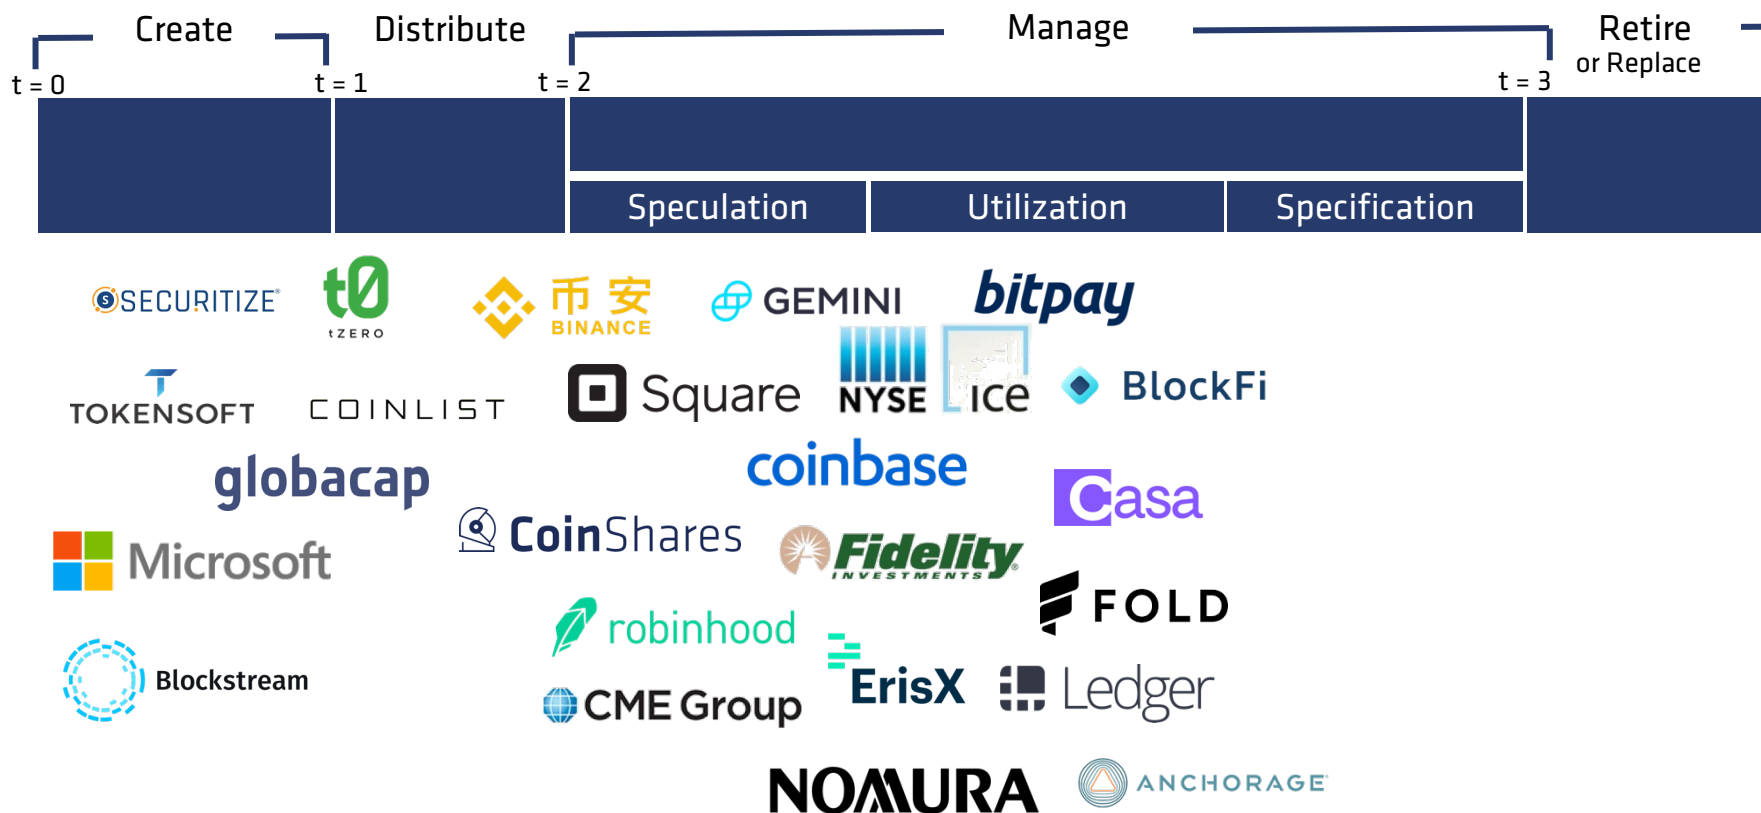 Create
Distribute
Manage
Retire
or Replace
t = 0
t = 1
t = 2
t = 3
Speculation
Utilization
Specification
S SECURITIZE®
t0
tZERO
币安
BINANCE
GEMINI
bitpay
TOKENSOFT
COINLIST
Square
NYSE
ice
BlockFi
globacap
coinbase
Casa
Microsoft
CoinShares
Fidelity
INVESTMENTS
FOLD
robinhood
Blockstream
ErisX
Ledger
CME Group
NOMURA
ANCHORAGE